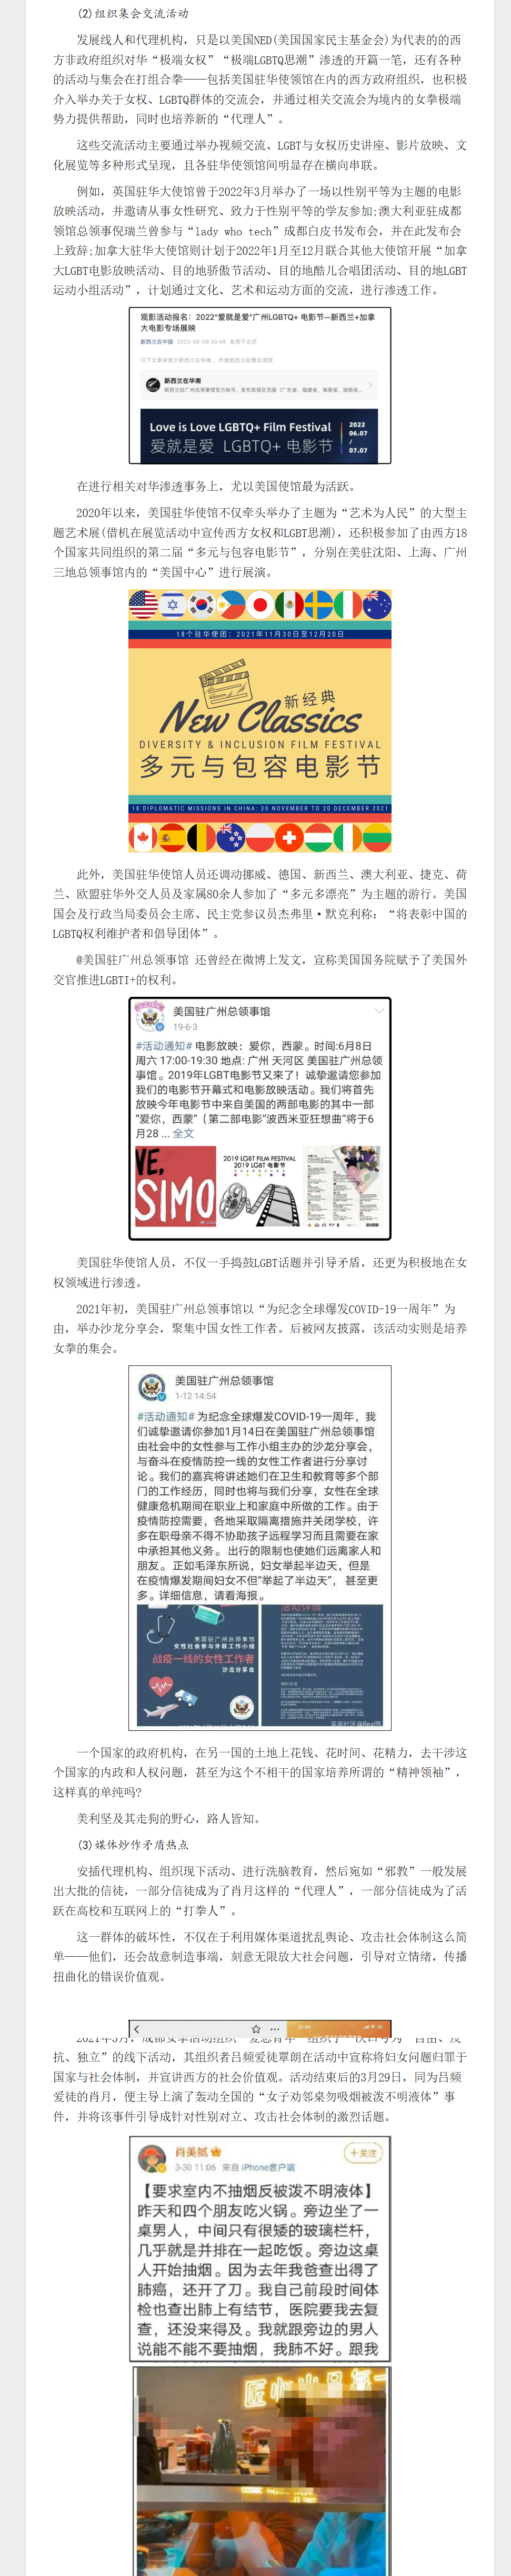 (2)组织集会交流活动
发展线人和代理机构，只是以美国NED(美国国家民主基金会)为代表的的西
方非政府组织对华“极端女权”“极端LGBTQ思潮”渗透的开篇一笔，还有各种
的活动与集会在打组合拳——包括美国驻华使领馆在内的西方政府组织，也积极
介入举办关于女权、LGBTQ群体的交流会，并通过相关交流会为境内的女拳极端
势力提供帮助，同时也培养新的“代理人”。
这些交流活动主要通过举办视频交流、LGBT与女权历史讲座、影片放映、文
化展览等多种形式呈现，且各驻华使领馆间明显存在横向串联。
例如，英国驻华大使馆曾于2022年3月举办了一场以性别平等为主题的电影
放映活动，并邀请从事女性研究、致力于性别平等的学友参加;澳大利亚驻成都
领馆总领事倪瑞兰曾参与“lady who tech”成都白皮书发布会，并在此发布会
上致辞;加拿大驻华大使馆则计划于2022年1月至12月联合其他大使馆开展“加拿
大LGBT电影放映活动、目的地骄傲节活动、目的地酷儿合唱团活动、目的地LGBT
运动小组活动”，计划通过文化、艺术和运动方面的交流，进行渗透工作。
观影活动报名：2022“爱就是爱”广州LGBTQ+ 电影节—新西兰+加拿
大电影专场展映
新西兰在中国 2022-06-09 20:49 发表于北京
以下文章来源于新西兰在华南，作者新西兰驻穗总领馆
新西兰在华南
Love is Love LGBTQ+ Film Festival
爱就是爱 LGBTQ+ 电影节
2022
06.07
/
07.07
在进行相关对华渗透事务上，尤以美国使馆最为活跃。
2020年以来，美国驻华使馆不仅牵头举办了主题为“艺术为人民”的大型主
题艺术展(借机在展览活动中宣传西方女权和LGBT思潮)，还积极参加了由西方18
个国家共同组织的第二届“多元与包容电影节”，分别在美驻沈阳、上海、广州
三地总领事馆内的“美国中心”进行展演。
18个驻华使团：2021年11月30日至12月20日
新经典
New Classics
DIVERSITY & INCLUSION FILM FESTIVAL
多元与包容电影节
18 DIPLOMATIC MISSIONS IN CHINA: 30 NOVEMBER TO 20 DECEMBER 2021
此外，美国驻华使馆人员还调动挪威、德国、新西兰、澳大利亚、捷克、荷
兰、欧盟驻华外交人员及家属80余人参加了“多元多漂亮”为主题的游行。美国
国会及行政当局委员会主席、民主党参议员杰弗里·默克利称：“将表彰中国的
LGBTQ权利维护者和倡导团体”。
@美国驻广州总领事馆 还曾经在微博上发文，宣称美国国务院赋予了美国外
交官推进LGBTI+的权利。
美国驻广州总领事馆
19-6-3
#活动通知# 电影放映：爱你，西蒙。时间:6月8日
周六 17:00-19:30 地点: 广州 天河区 美国驻广州总领
事馆。2019年LGBT电影节又来了！诚挚邀请您参加
我们的电影节开幕式和电影放映活动。我们将首先
放映今年电影节中来自美国的两部电影的其中一部
“爱你，西蒙”（第二部电影“波西米亚狂想曲“将于6
月28 ... 全文
VE,
SIMO
2019 LGBT FILM FESTIVAL
2019 LGBT 电影节
美国驻华使馆人员，不仅一手捣鼓LGBT话题并引导矛盾，还更为积极地在女
权领域进行渗透。
2021年初，美国驻广州总领事馆以“为纪念全球爆发COVID-19一周年”为
由，举办沙龙分享会，聚集中国女性工作者。后被网友披露，该活动实则是培养
女拳的集会。
美国驻广州总领事馆
1-12 14:54
#活动通知# 为纪念全球爆发COVID-19一周年，我
们诚挚邀请你参加1月14日在美国驻广州总领事馆
由社会中的女性参与工作小组主办的沙龙分享会，
与奋斗在疫情防控一线的女性工作者进行分享讨
论。我们的嘉宾将讲述她们在卫生和教育等多个部
门的工作经历，同时也将与我们分享，女性在全球
健康危机期间在职业上和家庭中所做的工作。由于
疫情防控需要，各地采取隔离措施并关闭学校，许
多在职母亲不得不协助孩子远程学习而且需要在家
中承担其他义务。 出行的限制也使她们远离家人和
朋友。 正如毛泽东所说，妇女举起半边天，但是
在疫情爆发期间妇女不但“举起了半边天”， 甚至更
多。详细信息，请看海报。
活动详情
美国驻广州总领事馆
女性社会参与外联工作小组
战疫一线的女性工作者
沙龙分享会
一个国家的政府机构，在另一国的土地上花钱、花时间、花精力，去干涉这
个国家的内政和人权问题，甚至为这个不相干的国家培养所谓的“精神领袖”，
这样真的单纯吗?
美利坚及其走狗的野心，路人皆知。
(3)媒体炒作矛盾热点
安插代理机构、组织现下活动、进行洗脑教育，然后宛如“邪教”一般发展
出大批的信徒，一部分信徒成为了肖月这样的“代理人”，一部分信徒成为了活
跃在高校和互联网上的“打拳人”。
这一群体的破坏性，不仅在于利用媒体渠道扰乱舆论、攻击社会体制这么简
单——他们，还会故意制造事端，刻意无限放大社会问题，引导对立情绪，传播
扭曲化的错误价值观。
抗、独立”的线下活动，其组织者吕频爱徒覃朗在活动中宣称将妇女问题归罪于
国家与社会体制，并宣讲西方的社会价值观。活动结束后的3月29日，同为吕频
爱徒的肖月，便主导上演了轰动全国的“女子劝邻桌勿吸烟被泼不明液体”事
件，并将该事件引导成针对性别对立、攻击社会体制的激烈话题。
肖美腻
+关注
3-30 11:06 来自 iPhone客户端
【要求室内不抽烟反被泼不明液体】
昨天和四个朋友吃火锅。旁边坐了一
桌男人，中间只有很矮的玻璃栏杆，
几乎就是并排在一起吃饭。旁边这桌
人开始抽烟。因为去年我爸查出得了
肺癌，还开了刀。我自己前段时间体
检也查出肺上有结节，医院要我去复
查，还没来得及。我就跟旁边的男人
说能不能不要抽烟，我肺不好。跟我